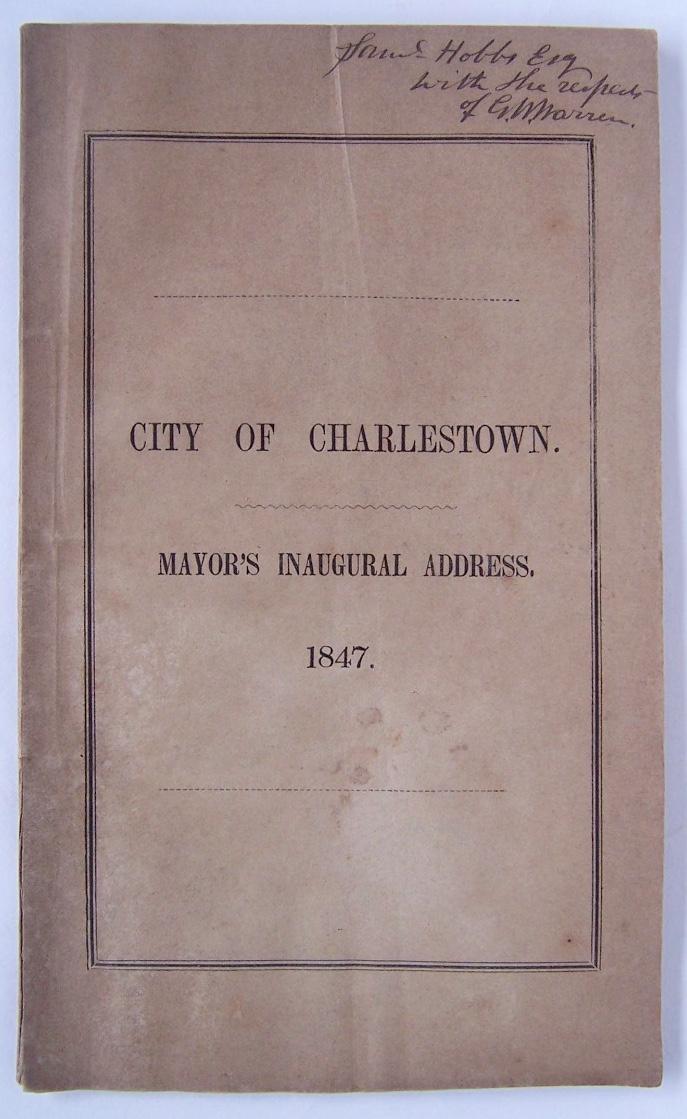 Saml. Hobbs Esq
with the respects
of G. W. Warren.
CITY OF CHARLESTOWN.
MAYOR'S INAUGURAL ADDRESS.
1847.